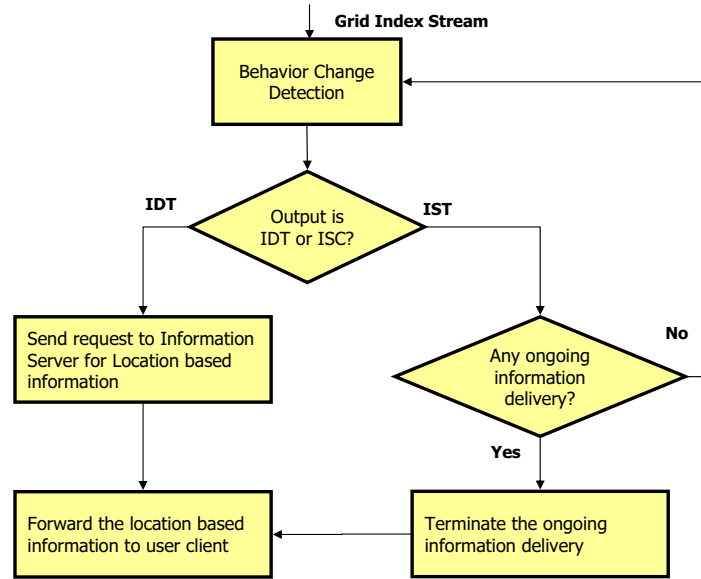 Grid Index Stream
Behavior Change
Detection
IDT
IST
Output is
IDT or ISC?
Send request to Information
Server for Location based
information
No
Any ongoing
information
delivery?
Yes
Forward the location based
information to user client
Terminate the ongoing
information delivery